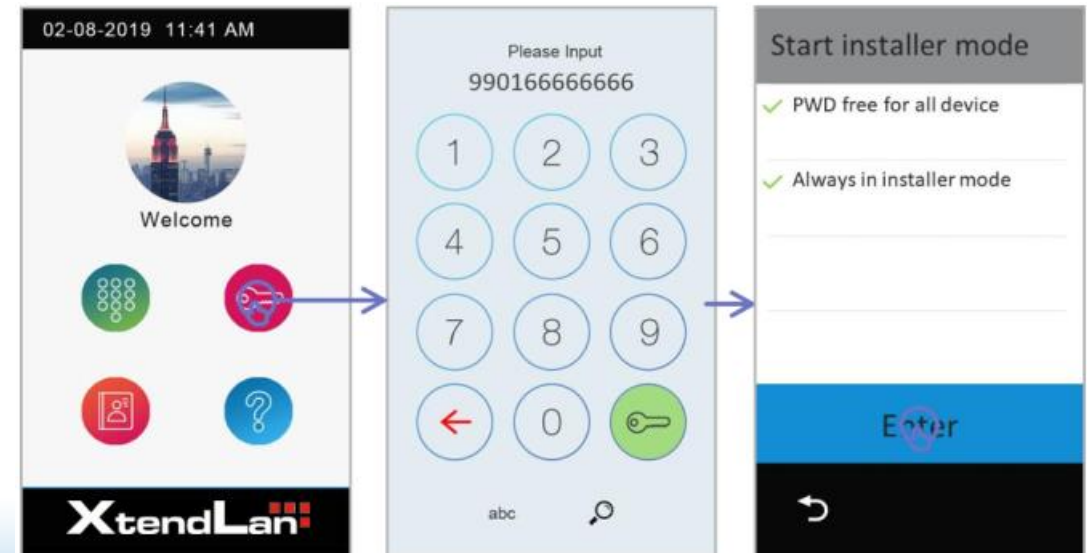 02-08-2019 11:41 AM
Welcome
XtendLan
Please Input
990166666666
1 2 3
4 5 6
7 8 9
0
abc
Start installer mode
PWD free for all device
Always in installer mode
Enter